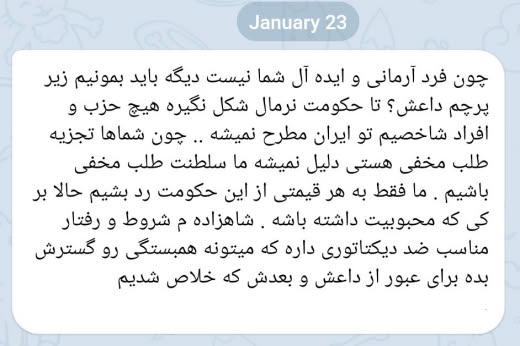 January 23
چون فرد آرمانی و ایده آل شما نیست دیگه باید بمونیم زیر
پرچم داعش؟ تا حکومت نرمال شکل نگیره هیچ حزب و
افراد شاخصیم تو ایران مطرح نمیشه .. چون شماها تجزیه
طلب مخفی هستی دلیل نمیشه ما سلطنت طلب مخفی
باشیم . ما فقط به هر قیمتی از این حکومت رد بشیم حالا بر
کی که محبوبیت داشته باشه . شاهزاده م شروط و رفتار
مناسب ضد دیکتاتوری داره که میتونه همبستگی رو گسترش
بده برای عبور از داعش و بعدش که خلاص شدیم
.